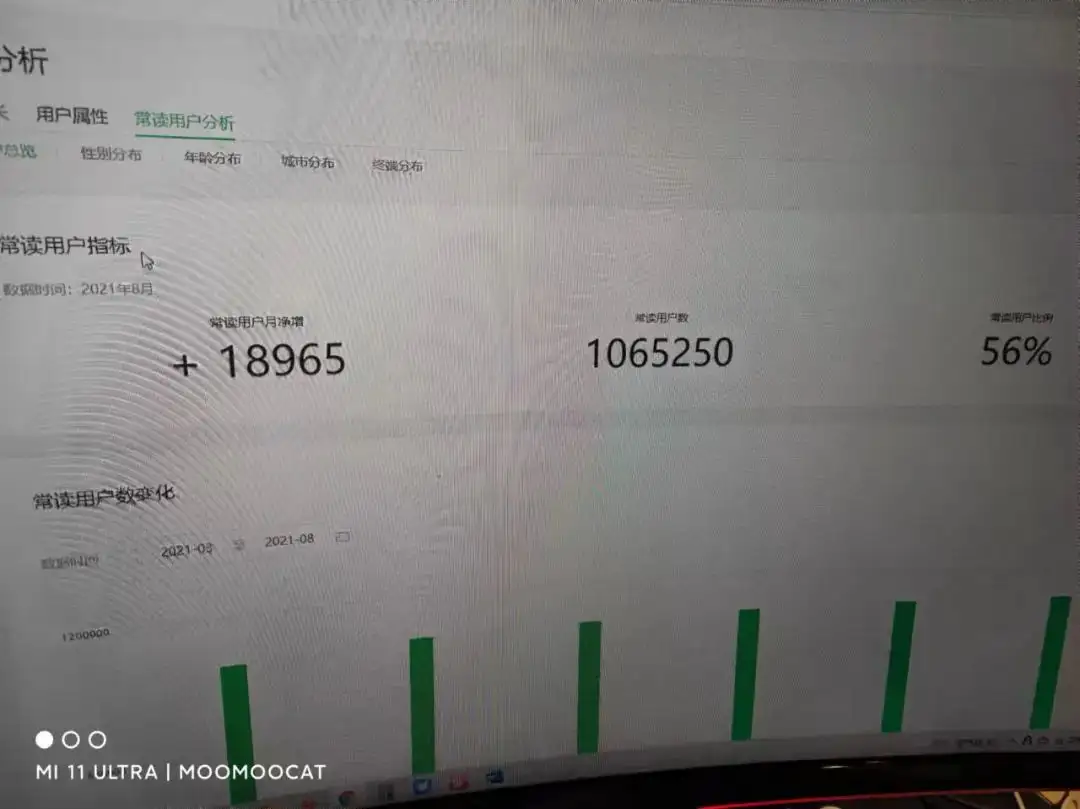 分析
用户属性 常读用户分析
总览 性别分布 年龄分布 城市分布 终端分布
常读用户指标
数据时间：2021年8月
常读用户月净增 常读用户数 常读用户比例
+ 18965 1065250 56%
常读用户数变化
数据时间 2021-03 至 2021-08
1200000
MI 11 ULTRA | MOOMOOCAT